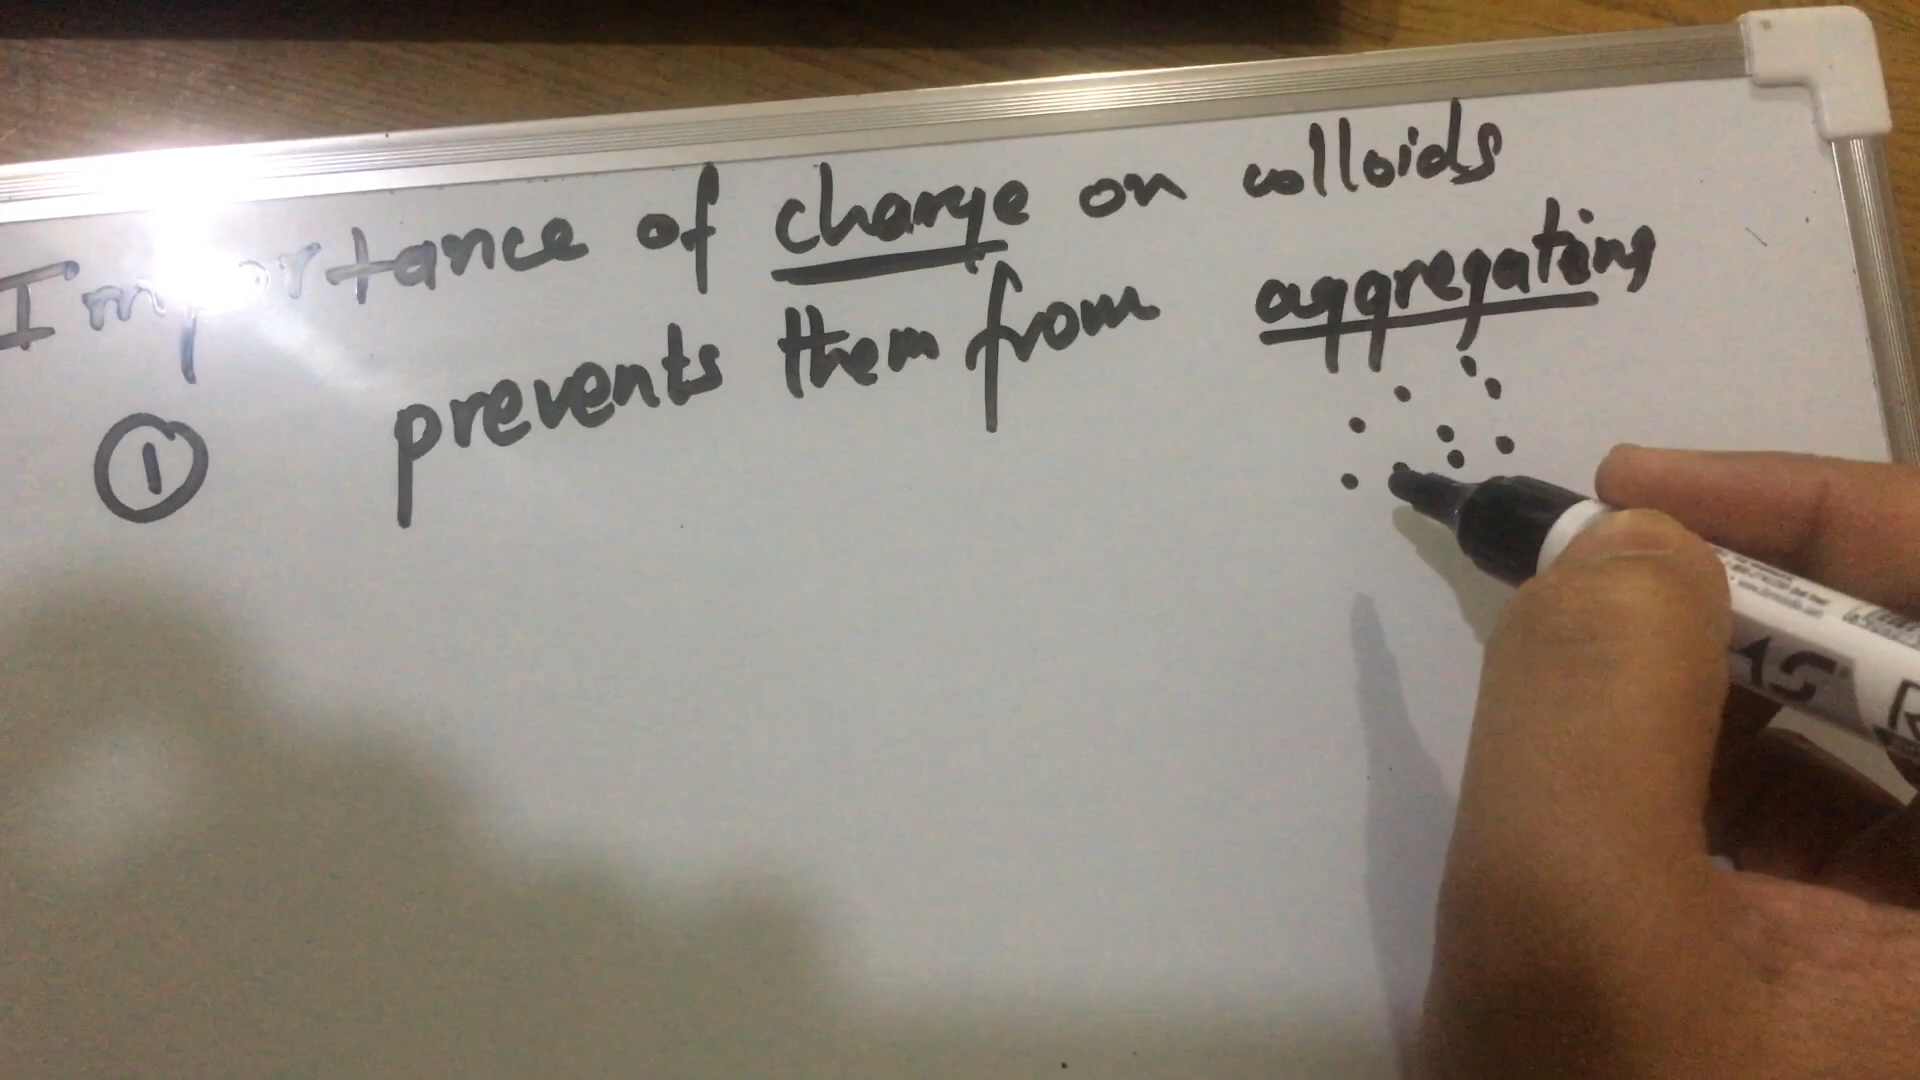 Importance of charge on colloids
① prevents them from aggregating